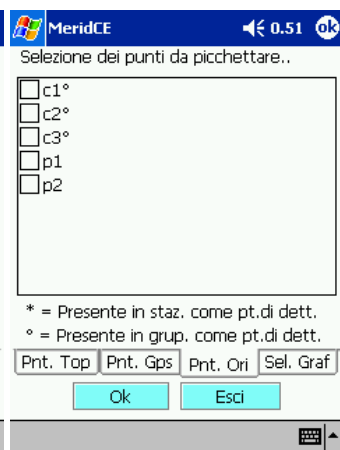 MeridCE 0.51 ok
Selezione dei punti da picchettare..
c1°
c2°
c3°
p1
p2
* = Presente in staz. come pt.di dett.
° = Presente in grup. come pt.di dett.
Pnt. Top Pnt. Gps Pnt. Ori Sel. Graf
Ok Esci